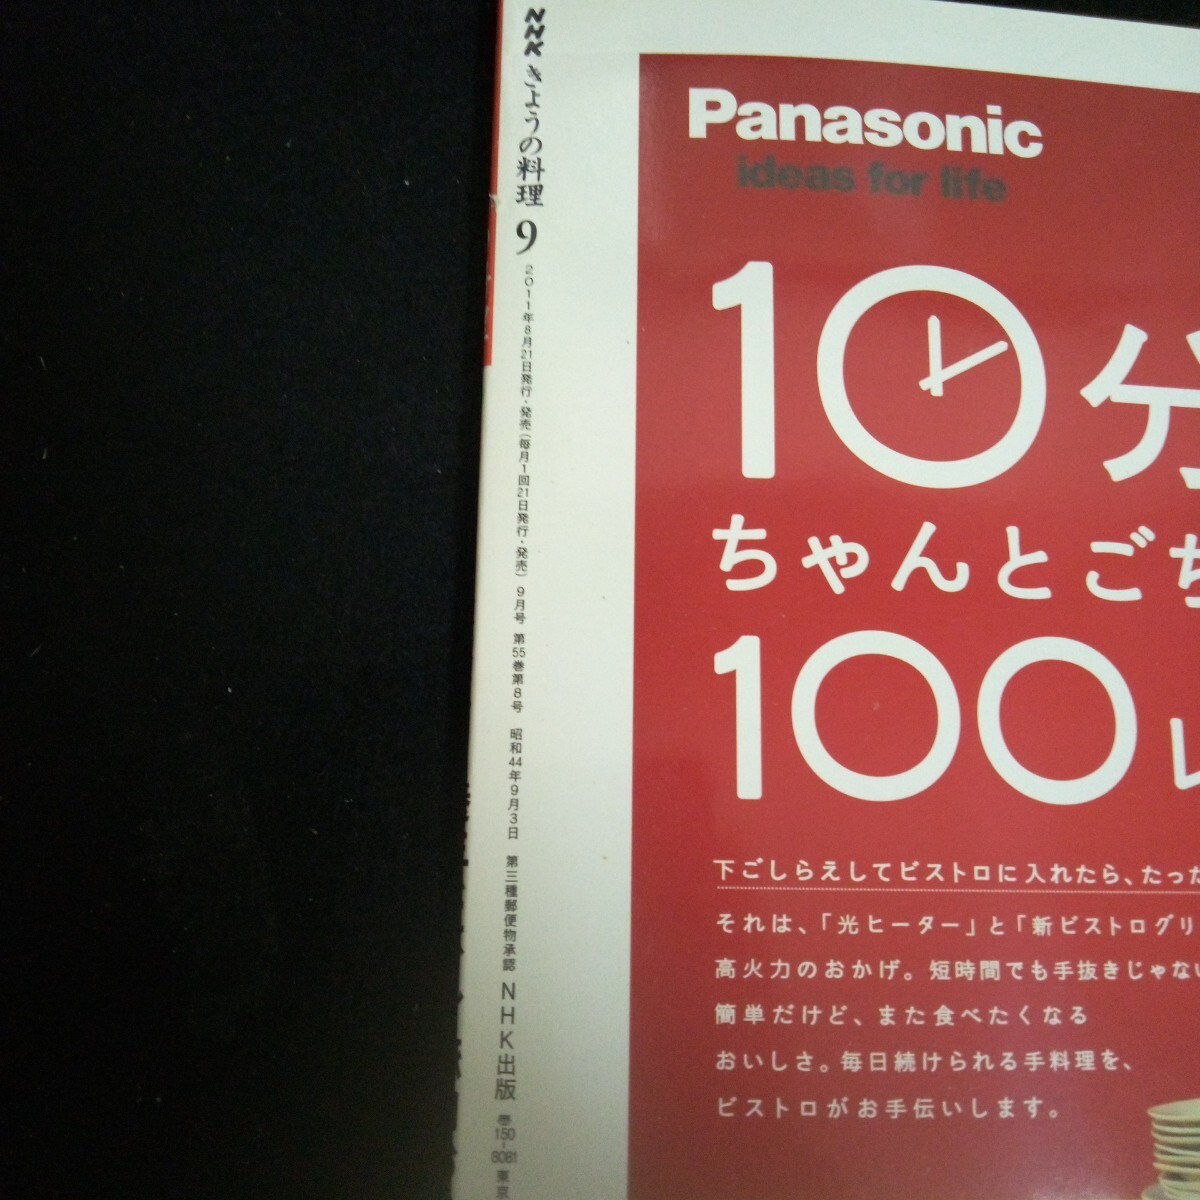 NHK きょうの料理 9
2011年8月21日発行・発売(毎月1回21日発行・発売) 9月号 第55巻第8号 昭和44年9月3日 第三種郵便物承認 NHK出版
150-8081 東京
Panasonic
ideas for life
10分
ちゃんとごち
100レ
下ごしらえしてビストロに入れたら、たった
それは、「光ヒーター」と「新ビストログリ
高火力のおかげ。短時間でも手抜きじゃない
簡単だけど、また食べたくなる
おいしさ。毎日続けられる手料理を、
ビストロがお手伝いします。